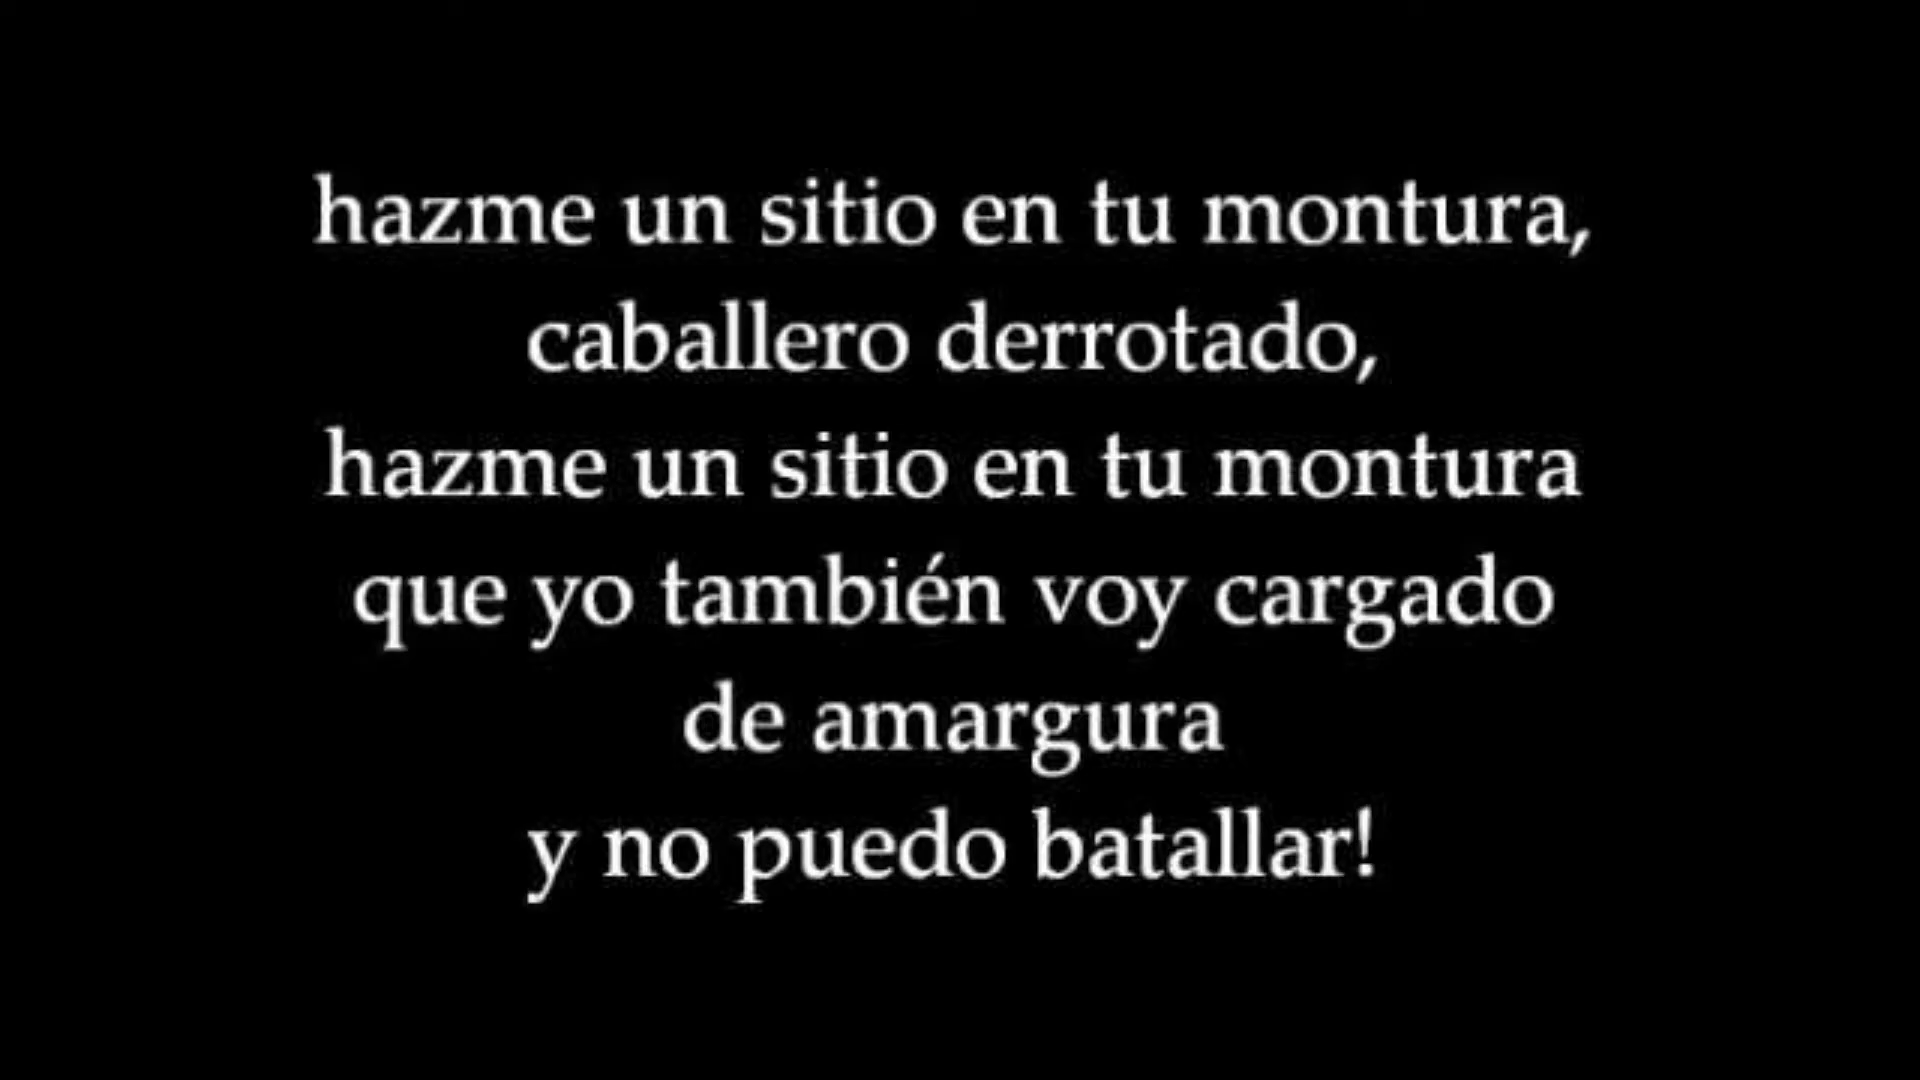 hazme un sitio en tu montura,
caballero derrotado,
hazme un sitio en tu montura
que yo también voy cargado
de amargura
y no puedo batallar!